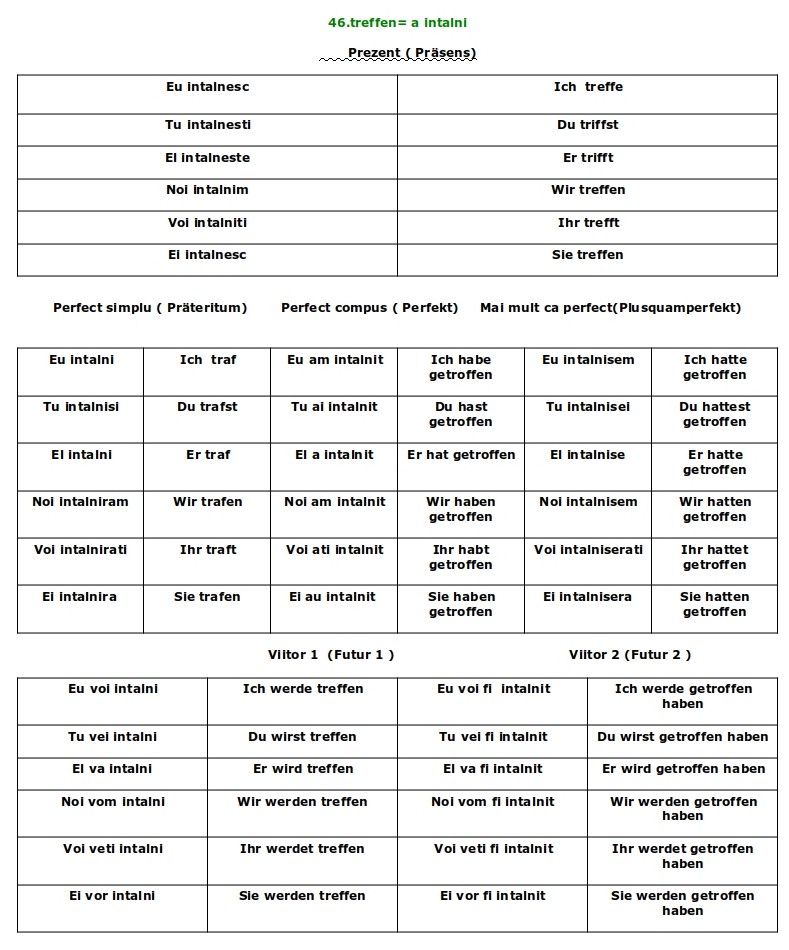 46.treffen= a intalni
Prezent ( Präsens)
Eu intalnesc Ich treffe
Tu intalnesti Du triffst
El intalneste Er trifft
Noi intalnim Wir treffen
Voi intalniti Ihr trefft
Ei intalnesc Sie treffen
Perfect simplu ( Präteritum) Perfect compus ( Perfekt) Mai mult ca perfect(Plusquamperfekt)
Eu intalni Ich traf Eu am intalnit Ich habe Eu intalnisem Ich hatte
getroffen getroffen
Tu intalnisi Du trafst Tu ai intalnit Du hast Tu intalnisei Du hattest
getroffen getroffen
El intalni Er traf El a intalnit Er hat getroffen El intalnise Er hatte
getroffen
Noi intalniram Wir trafen Noi am intalnit Wir haben Noi intalnisem Wir hatten
getroffen getroffen
Voi intalnirati Ihr traft Voi ati intalnit Ihr habt Voi intalniserati Ihr hattet
getroffen getroffen
Ei intalnira Sie trafen Ei au intalnit Sie haben Ei intalnisera Sie hatten
getroffen getroffen
Viitor 1 (Futur 1 ) Viitor 2 (Futur 2 )
Eu voi intalni Ich werde treffen Eu voi fi intalnit Ich werde getroffen
haben
Tu vei intalni Du wirst treffen Tu vei fi intalnit Du wirst getroffen haben
El va intalni Er wird treffen El va fi intalnit Er wird getroffen haben
Noi vom intalni Wir werden treffen Noi vom fi intalnit Wir werden getroffen
haben
Voi veti intalni Ihr werdet treffen Voi veti fi intalnit Ihr werdet getroffen
haben
Ei vor intalni Sie werden treffen Ei vor fi intalnit Sie werden getroffen
haben